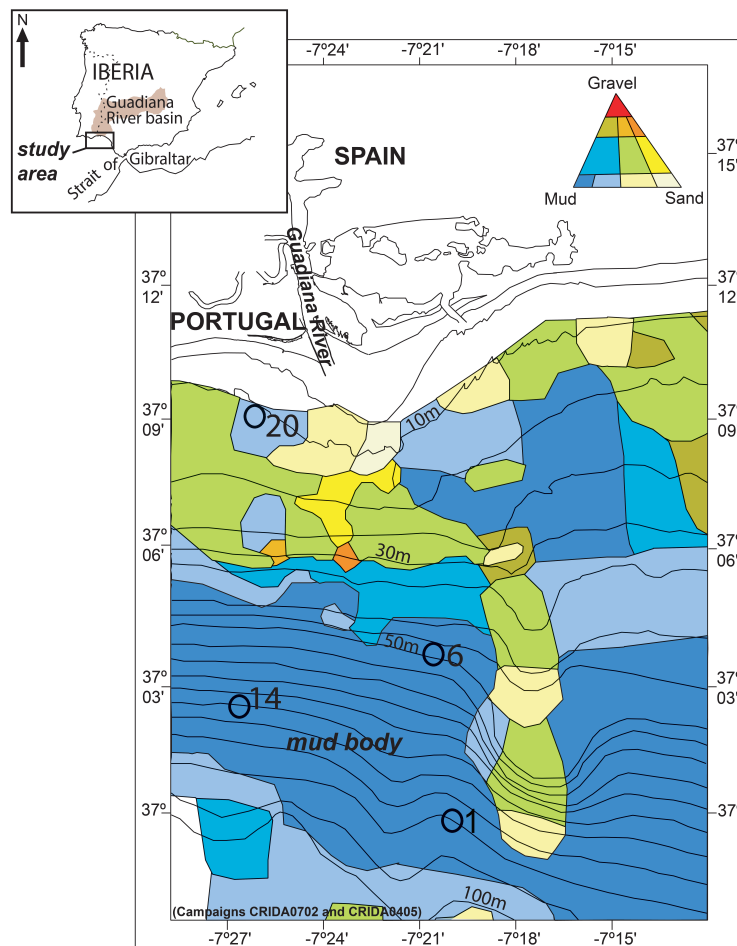 N
IBERIA
Guadiana
River basin
study
area
Strait of Gibraltar
-7º24' -7º21' -7º18' -7º15'
Gravel
Mud Sand
SPAIN
37º
15'
37º
12'
37º
12'
Guadiana River
PORTUGAL
37º
09'
10m
37º
09'
20
37º
06'
30m
37º
06'
50m
6
37º
03'
37º
03'
14
mud body
37º
37º
1
100m
(Campaigns CRIDA0702 and CRIDA0405)
-7º27' -7º24' -7º21' -7º18' -7º15'